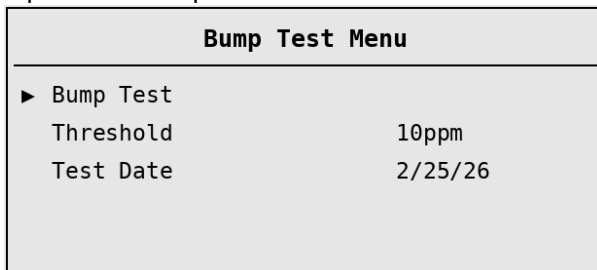 Bump Test Menu
▶ Bump Test
Threshold 10ppm
Test Date 2/25/26